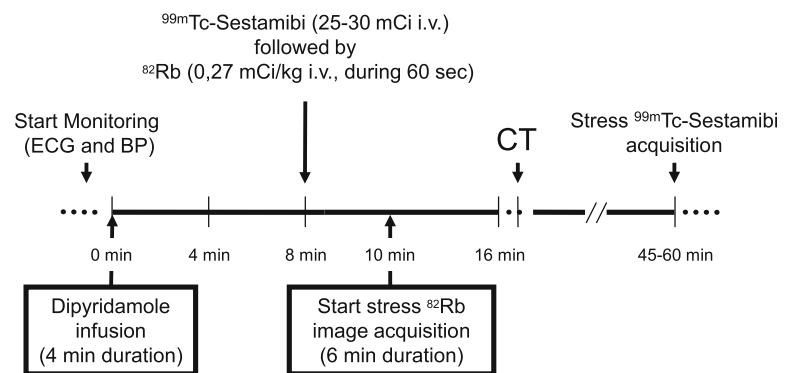 ⁹⁹ᵐTc-Sestamibi (25-30 mCi i.v.)
followed by
⁸²Rb (0,27 mCi/kg i.v., during 60 sec)
Start Monitoring
(ECG and BP)
CT
Stress ⁹⁹ᵐTc-Sestamibi
acquisition
0 min 4 min 8 min 10 min 16 min 45-60 min
Dipyridamole
infusion
(4 min duration)
Start stress ⁸²Rb
image acquisition
(6 min duration)